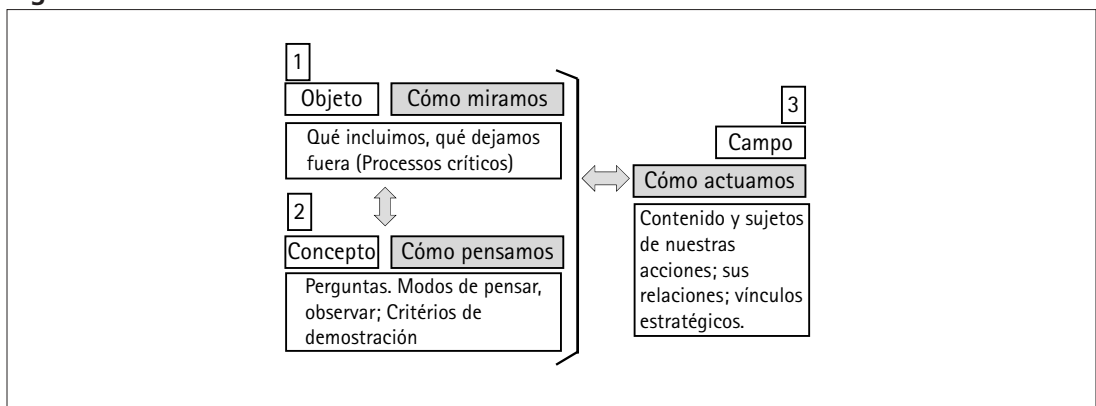 1
Objeto
Cómo miramos
Qué incluimos, qué dejamos
fuera (Processos críticos)
2
Concepto
Cómo pensamos
Perguntas. Modos de pensar,
observar; Critérios de
demostración
3
Campo
Cómo actuamos
Contenido y sujetos
de nuestras
acciones; sus
relaciones; vínculos
estratégicos.